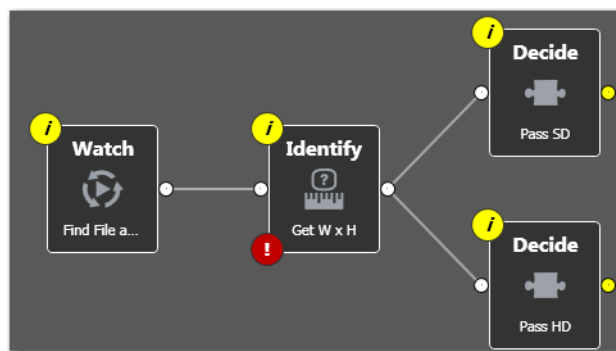 i
Watch
Find File a...
i
Identify
?
Get W x H
!
i
Decide
Pass SD
i
Decide
Pass HD